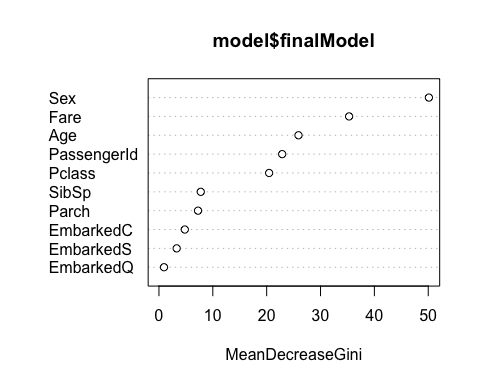 model$finalModel
Sex
Fare
Age
PassengerId
Pclass
SibSp
Parch
EmbarkedC
EmbarkedS
EmbarkedQ
0 10 20 30 40 50
MeanDecreaseGini